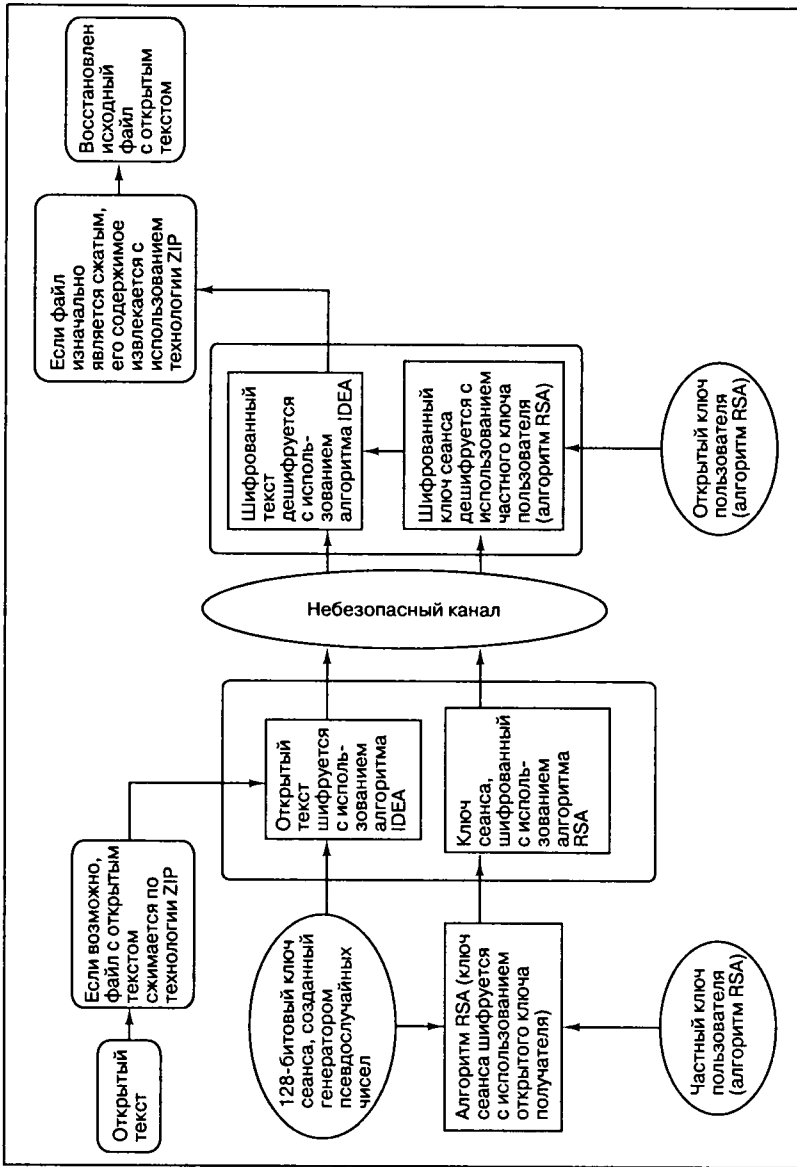 Открытый
текст
Если возможно,
файл с открытым
текстом
сжимается по
технологии ZIP
128-битовый ключ
сеанса, созданный
генератором
псевдослучайных
чисел
Алгоритм RSA (ключ
сеанса шифруется
с использованием
открытого ключа
получателя)
Частный ключ
пользователя
(алгоритм RSA)
Открытый
текст
шифруется
с исполь-
зованием
алгоритма
IDEA
Ключ
сеанса,
шифрованный
с исполь-
зованием
алгоритма
RSA
Небезопасный канал
Шифрованный
текст
дешифруется
с исполь-
зованием
алгоритма IDEA
Шифрованный
ключ сеанса
дешифруется с
использованием
частного ключа
пользователя
(алгоритм RSA)
Открытый ключ
пользователя
(алгоритм RSA)
Если файл
изначально
является сжатым,
его содержимое
извлекается с
использованием
технологии ZIP
Восстановлен
исходный
файл
с открытым
текстом